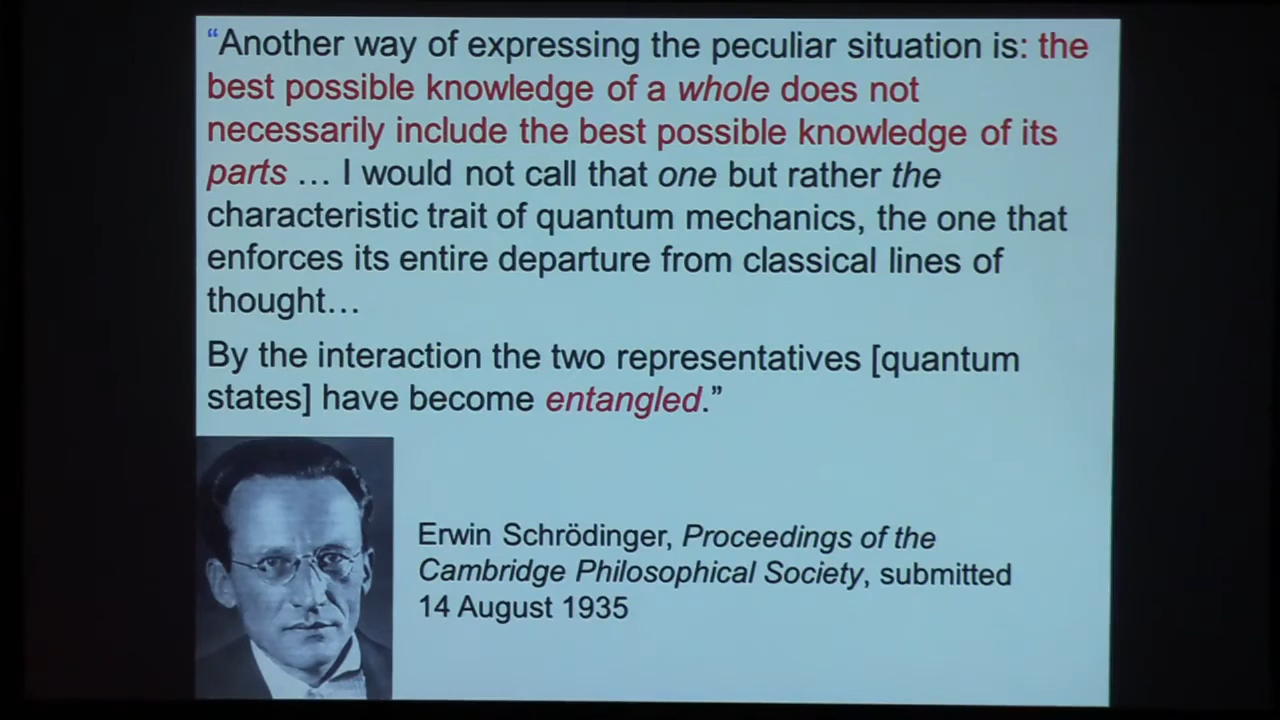 “Another way of expressing the peculiar situation is: the
best possible knowledge of a whole does not
necessarily include the best possible knowledge of its
parts … I would not call that one but rather the
characteristic trait of quantum mechanics, the one that
enforces its entire departure from classical lines of
thought…
By the interaction the two representatives [quantum
states] have become entangled.”
Erwin Schrödinger, Proceedings of the
Cambridge Philosophical Society, submitted
14 August 1935